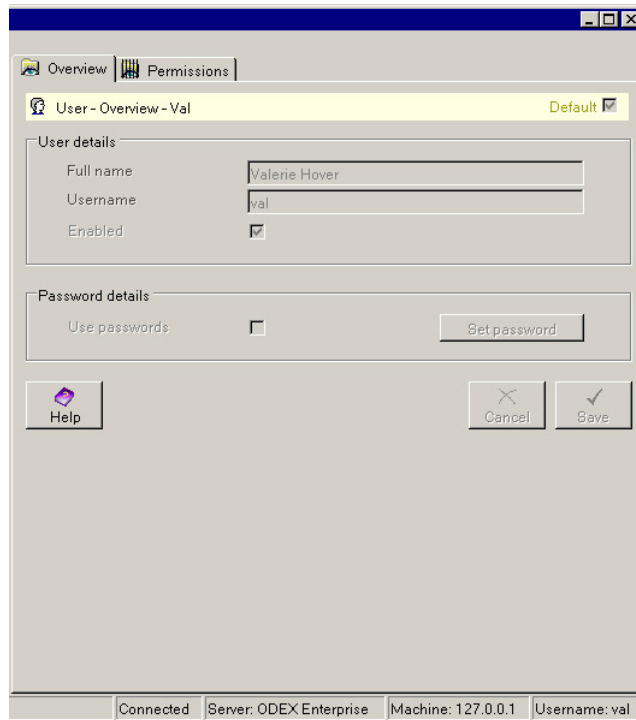 Overview Permissions
User - Overview - Val Default
User details
Full name Valerie Hover
Username val
Enabled
Password details
Use passwords Set password
Help Cancel Save
Connected Server: ODEX Enterprise Machine: 127.0.0.1 Username: val